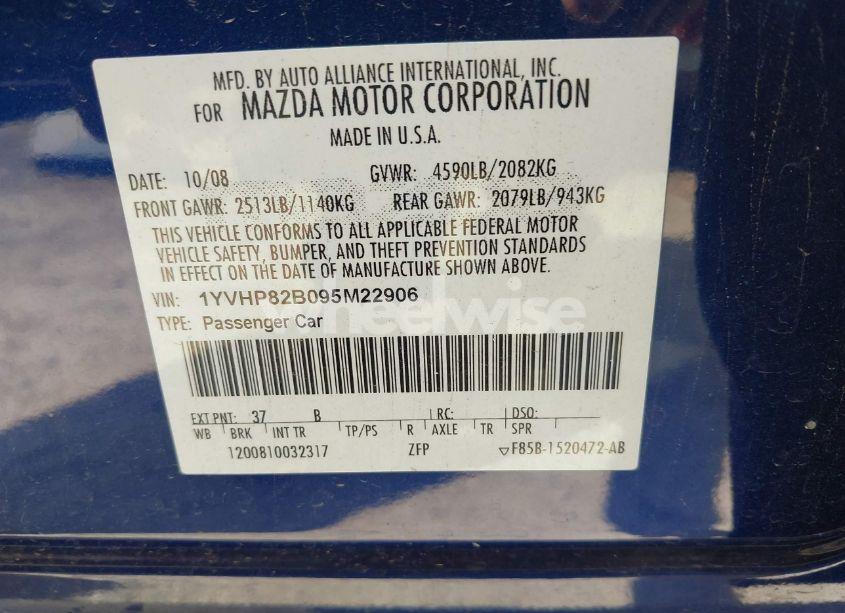 MFD. BY AUTO ALLIANCE INTERNATIONAL, INC.
FOR MAZDA MOTOR CORPORATION
MADE IN U.S.A.
DATE: 10/08 GVWR: 4590LB/2082KG
FRONT GAWR: 2513LB/1140KG REAR GAWR: 2079LB/943KG
THIS VEHICLE CONFORMS TO ALL APPLICABLE FEDERAL MOTOR
VEHICLE SAFETY, BUMPER, AND THEFT PREVENTION STANDARDS
IN EFFECT ON THE DATE OF MANUFACTURE SHOWN ABOVE.
VIN: 1YVHP82B095M22906
TYPE: Passenger Car
wheelwise
EXT PNT: 37 B RC: DSO:
WB BRK INT TR TP/PS R AXLE TR SPR
1200810032317 ZFP ▽F85B-1520472-AB